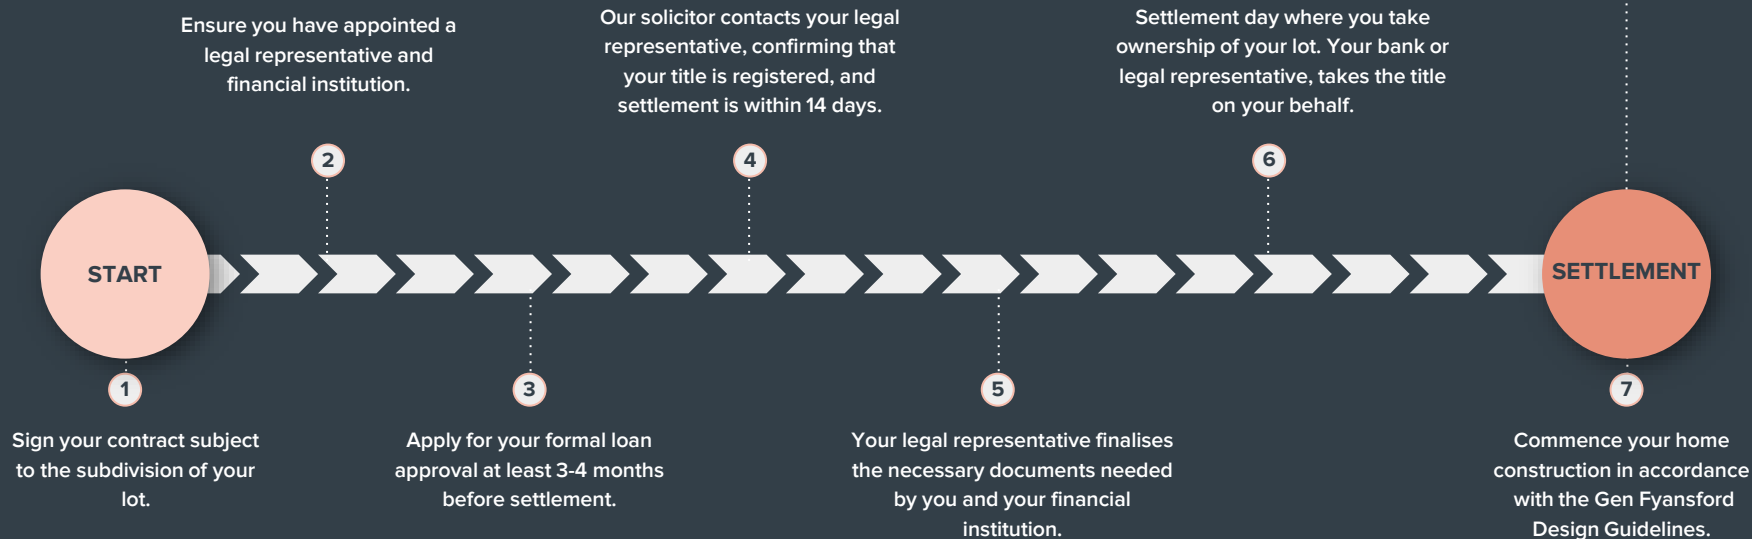 Ensure you have appointed a
legal representative and
financial institution.
Our solicitor contacts your legal
representative, confirming that
your title is registered, and
settlement is within 14 days.
Settlement day where you take
ownership of your lot. Your bank or
legal representative, takes the title
on your behalf.
2
4
6
START
SETTLEMENT
1
3
5
7
Sign your contract subject
to the subdivision of your
lot.
Apply for your formal loan
approval at least 3-4 months
before settlement.
Your legal representative finalises
the necessary documents needed
by you and your financial
institution.
Commence your home
construction in accordance
with the Gen Fyansford
Design Guidelines.